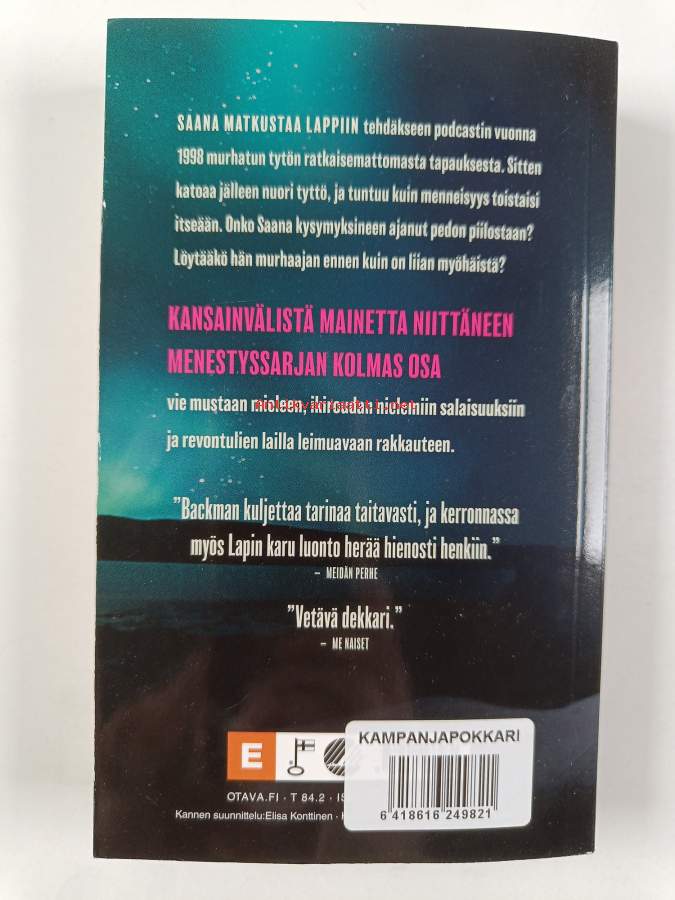 SAANA MATKUSTAA LAPPIIN tehdäkseen podcastin vuonna
1998 murhatun tytön ratkaisemattomasta tapauksesta. Sitten
katoaa jälleen nuori tyttö, ja tuntuu kuin menneisyys toistaisi
itseään. Onko Saana kysymyksineen ajanut pedon piilostaan?
Löytääkö hän murhaajan ennen kuin on liian myöhäistä?
KANSAINVÄLISTÄ MAINETTA NIITTÄNEEN
MENESTYSSARJAN KOLMAS OSA
vie mustaan mieleen, ikiroudan nielemiin salaisuuksiin
antikvariaatti.net
ja revontulien lailla leimuavaan rakkauteen.
"Backman kuljettaa tarinaa taitavasti, ja kerronnassa
myös Lapin karu luonto herää hienosti henkiin."
– MEIDÄN PERHE
"Vetävä dekkari."
– ME NAISET
E
KAMPANJAPOKKARI
OTAVA.FI · T 84.2 · IS
Kannen suunnittelu:Elisa Konttinen ·
6 418616 249821